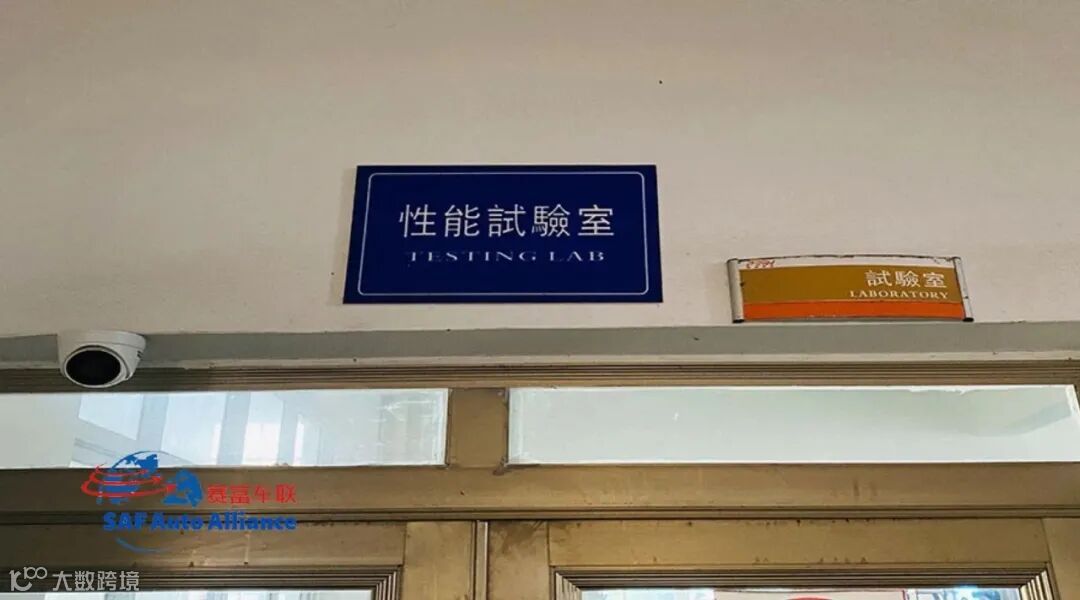 性能試驗室
TESTING LAB
試驗室
LABORATORY
赛富车联
SAF Auto Alliance
大数跨境